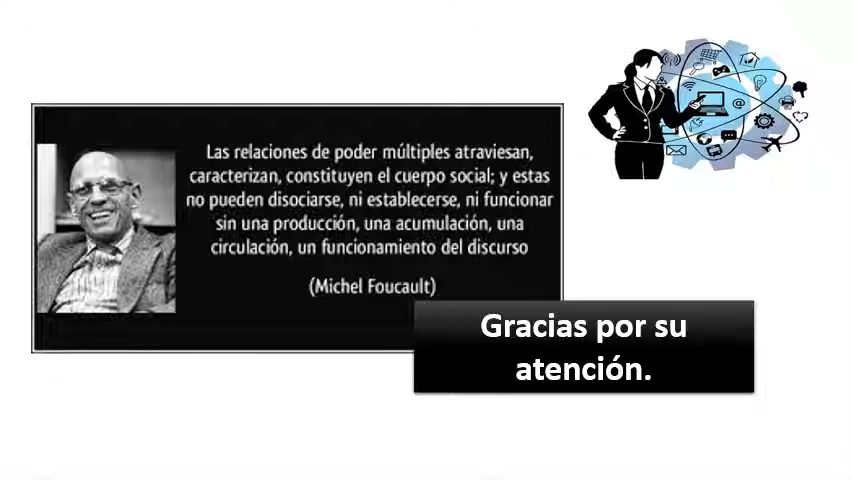 Las relaciones de poder múltiples atraviesan,
caracterizan, constituyen el cuerpo social; y estas
no pueden disociarse, ni establecerse, ni funcionar
sin una producción, una acumulación, una
circulación, un funcionamiento del discurso
(Michel Foucault)
Gracias por su
atención.